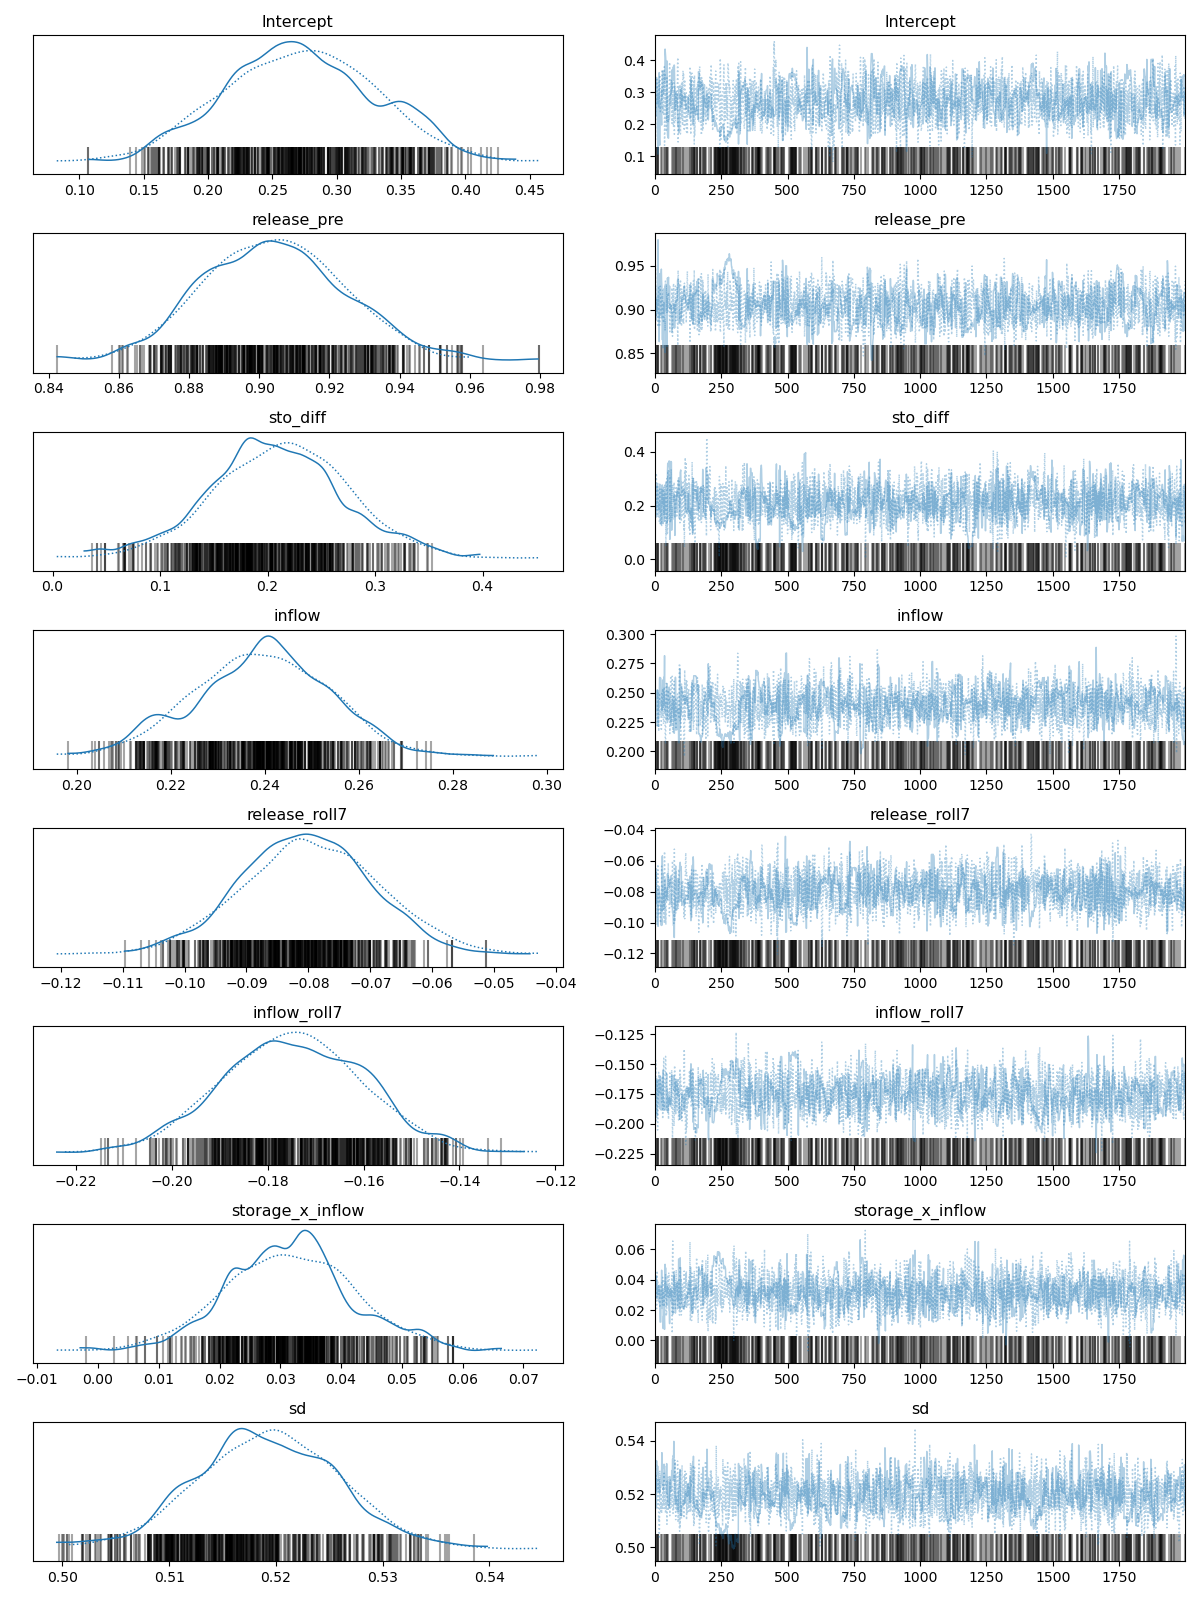 Intercept Intercept
0.4
0.3
0.2
0.1
0.10 0.15 0.20 0.25 0.30 0.35 0.40 0.45 0 250 500 750 1000 1250 1500 1750
release_pre release_pre
0.95
0.90
0.85
0.84 0.86 0.88 0.90 0.92 0.94 0.96 0.98 0 250 500 750 1000 1250 1500 1750
sto_diff sto_diff
0.4
0.2
0.0
0.0 0.1 0.2 0.3 0.4 0 250 500 750 1000 1250 1500 1750
inflow inflow
0.300
0.275
0.250
0.225
0.200
0.20 0.22 0.24 0.26 0.28 0.30 0 250 500 750 1000 1250 1500 1750
release_roll7 release_roll7
−0.04
−0.06
−0.08
−0.10
−0.12
−0.12 −0.11 −0.10 −0.09 −0.08 −0.07 −0.06 −0.05 −0.04 0 250 500 750 1000 1250 1500 1750
inflow_roll7 inflow_roll7
−0.125
−0.150
−0.175
−0.200
−0.225
−0.22 −0.20 −0.18 −0.16 −0.14 −0.12 0 250 500 750 1000 1250 1500 1750
storage_x_inflow storage_x_inflow
0.06
0.04
0.02
0.00
−0.01 0.00 0.01 0.02 0.03 0.04 0.05 0.06 0.07 0 250 500 750 1000 1250 1500 1750
sd sd
0.54
0.52
0.50
0.50 0.51 0.52 0.53 0.54 0 250 500 750 1000 1250 1500 1750